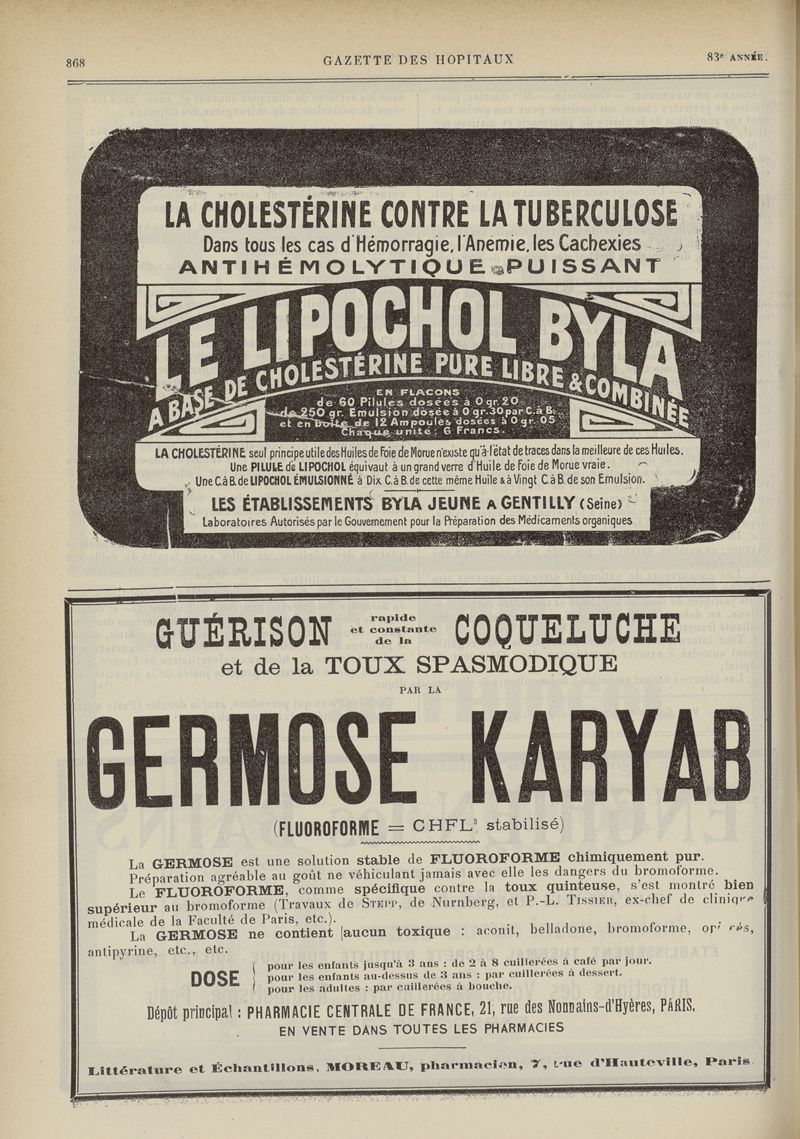 868 GAZETTE DES HOPITAUX 83e ANNÉE.
LA CHOLESTÉRINE CONTRE LA TUBERCULOSE
Dans tous les cas d'Hémorragie, l'Anemie, les Cachexies
ANTIHÉMOLYTIQUE PUISSANT
LE LIPOCHOL BYLA
A BASE DE CHOLESTÉRINE PURE LIBRE & COMBINÉE
EN FLACONS
de 60 Pilules dosées à 0 gr. 20
de 250 gr. Emulsion dosée à 0 gr. 30 par C. à B.
et en boîte de 12 Ampoules dosées à 0 gr. 05
Chaque unité : 6 Francs.
LA CHOLESTÉRINE seul principe utile des Huiles de Foie de Morue n'existe qu'à l'état de traces dans la meilleure de ces Huiles.
Une PILULE de LIPOCHOL équivaut à un grand verre d'Huile de Foie de Morue vraie.
Une C. à B. de LIPOCHOL ÉMULSIONNÉ à Dix C. à B. de cette même Huile & à Vingt C. à B. de son Emulsion.
LES ÉTABLISSEMENTS BYLA JEUNE A GENTILLY (Seine)
Laboratoires Autorisés par le Gouvernement pour la Préparation des Médicaments organiques
GUÉRISON rapide et constante de la COQUELUCHE
et de la TOUX SPASMODIQUE
PAR LA
GERMOSE KARYAB
(FLUOROFORME = CHFL3 stabilisé)
La GERMOSE est une solution stable de FLUOROFORME chimiquement pur.
Préparation agréable au goût ne véhiculant jamais avec elle les dangers du bromoforme.
Le FLUOROFORME, comme spécifique contre la toux quinteuse, s'est montré bien
supérieur au bromoforme (Travaux de STEPP, de Nurnberg, et P.-L. TISSIER, ex-chef de clinique
médicale de la Faculté de Paris, etc.).
La GERMOSE ne contient aucun toxique : aconit, belladone, bromoforme,
antipyrine, etc., etc.
DOSE
pour les enfants jusqu'à 3 ans : de 2 à 8 cuillerées à café par jour.
pour les enfants au-dessus de 3 ans : par cuillerées à dessert.
pour les adultes : par cuillerées à bouche.
Dépôt principal : PHARMACIE CENTRALE DE FRANCE, 21, rue des Nonnains-d'Hyères, PARIS.
EN VENTE DANS TOUTES LES PHARMACIES
Littérature et Échantillons, MOREAU, pharmacien, 7, rue d'Hauteville, Paris